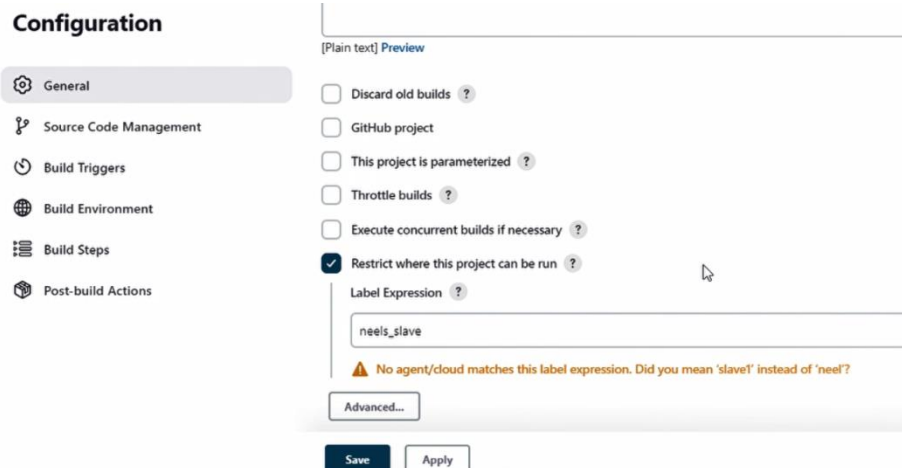 Configuration
General
Source Code Management
Build Triggers
Build Environment
Build Steps
Post-build Actions
[Plain text] Preview
Discard old builds ?
GitHub project
This project is parameterized ?
Throttle builds ?
Execute concurrent builds if necessary ?
Restrict where this project can be run ?
Label Expression ?
neels_slave
No agent/cloud matches this label expression. Did you mean 'slave1' instead of 'neel'?
Advanced...
Save Apply